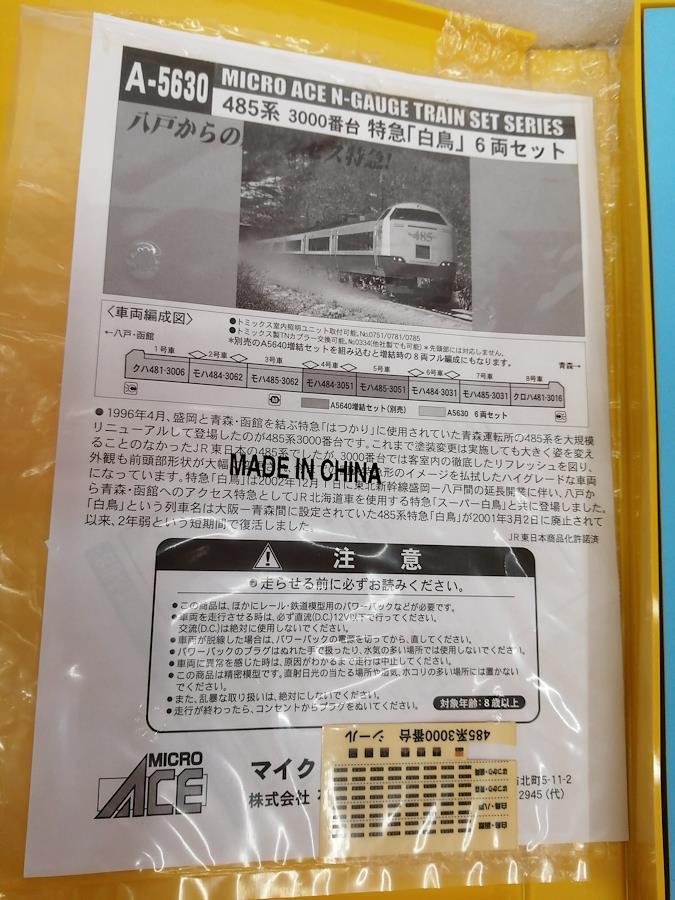 A-5630
MICRO ACE N-GAUGE TRAIN SET SERIES
485系 3000番台 特急「白鳥」 6両セット
八戸からの セス特急!
485
〈車両編成図〉
●トミックス室内照明ユニット取付可能。No.0751/0781/0785
●トミックス製TNカプラー交換可能。No.0334(他社製でも可能) *先頭部には対応しません。
*別売のA5640増結セットを組み込むと増結時の8両フル編成にもなります。
←八戸・函館
青森→
1号車 2号車 3号車 4号車 5号車 6号車 7号車 8号車
クハ481-3006 モハ484-3062 モハ485-3062 モハ484-3051 モハ485-3051 モハ484-3031 モハ485-3031 クロハ481-3016
A5640増結セット(別売) A5630 6両セット
●1996年4月、盛岡と青森・函館を結ぶ特急「はつかり」に使用されていた青森運転所の485系を大規模
リニューアルして登場したのが485系3000番台です。これまで塗装変更は実施しても大きく姿を変え
ることのなかったJR東日本の485系でしたが、3000番台では客室内の徹底したリフレッシュを図り、
外観も前頭部形状が大幅 形のイメージを払拭したハイグレードな車両
になっています。特急「白鳥」は2002年12月1日に東北新幹線盛岡ー八戸間の延長開業に伴い、八戸か
ら青森・函館へのアクセス特急としてJR北海道車を使用する特急「スーパー白鳥」と共に登場しました。
「白鳥」という列車名は大阪ー青森間に設定されていた485系特急「白鳥」が2001年3月2日に廃止されて
以来、2年弱という短期間で復活しました。
JR東日本商品化許諾済
MADE IN CHINA
注 意
●走らせる前に必ずお読みください。
●この商品は、ほかにレール・鉄道模型用のパワーパックなどが必要です。
●車両を走行させる時は、必ず直流(D.C.)12V以下で行ってください。
交流(D.C.)は絶対に使用しないでください。
●車両が脱線した場合は、パワーパックの電源を切ってから、直してください。
●パワーパックのプラグはぬれた手で扱ったり、水気の多い場所では使用しないでください。
●車両に異常を感じた時は、原因がわかるまで走行は中止してください。
●この商品は精密模型です。直射日光の当たる場所や湿気、ホコリの多い場所には置かない
でください。
●また、乱暴な取り扱いは、絶対にしないでください。
●走行が終わったら、コンセントからプラグをぬいてください。
対象年齢:8歳以上
MICRO
ACE
マイク
株式会社
北町5-11-2
2945(代)
485系3000番台 シール